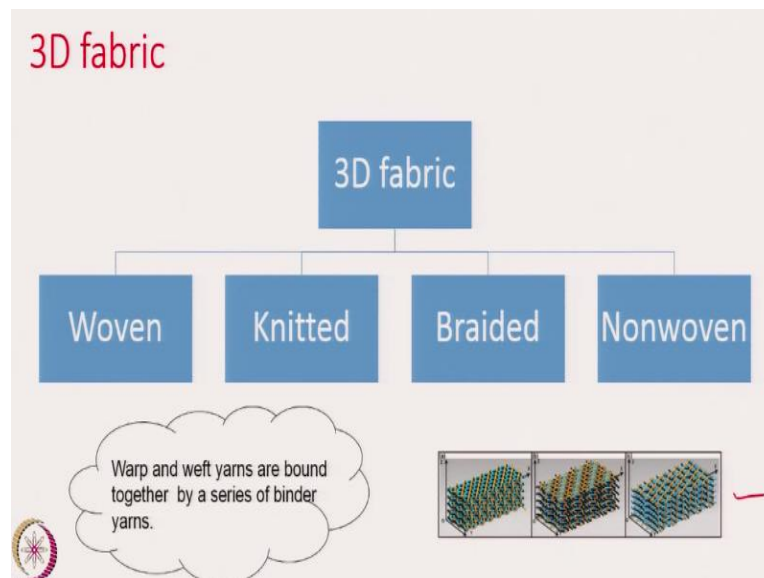 3D fabric
3D fabric
Woven
Knitted
Braided
Nonwoven
Warp and weft yarns are bound
together by a series of binder
yarns.